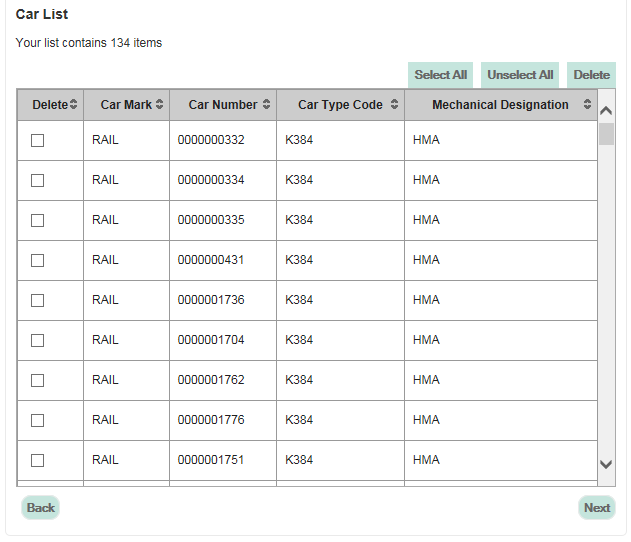 Car List
Your list contains 134 items
Select All Unselect All Delete
Delete Car Mark Car Number Car Type Code Mechanical Designation
RAIL 0000000332 K384 HMA
RAIL 0000000334 K384 HMA
RAIL 0000000335 K384 HMA
RAIL 0000000431 K384 HMA
RAIL 0000001736 K384 HMA
RAIL 0000001704 K384 HMA
RAIL 0000001762 K384 HMA
RAIL 0000001776 K384 HMA
RAIL 0000001751 K384 HMA
Back Next